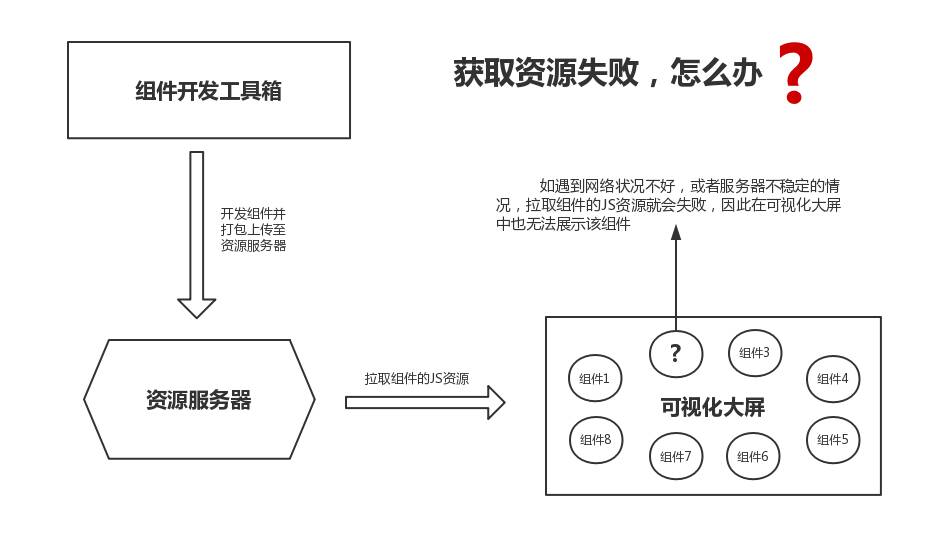 组件开发工具箱
获取资源失败，怎么办
?
如遇到网络状况不好，或者服务器不稳定的情
况，拉取组件的JS资源就会失败，因此在可视化大屏
中也无法展示该组件
开发组件并
打包上传至
资源服务器
资源服务器
拉取组件的JS资源
?
组件3
组件1
组件4
可视化大屏
组件8
组件5
组件7
组件6